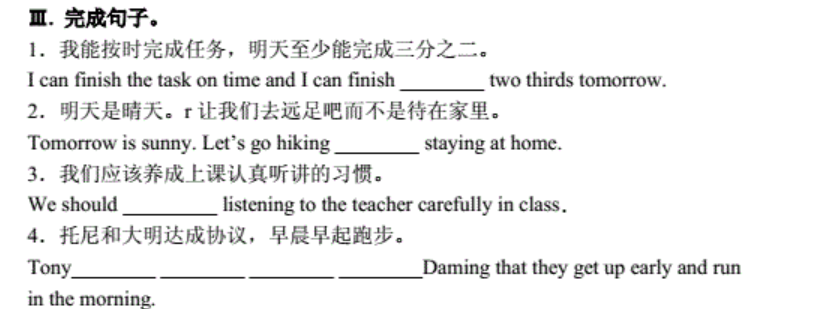 Ⅲ. 完成句子。
1．我能按时完成任务，明天至少能完成三分之二。
I can finish the task on time and I can finish ________ two thirds tomorrow.
2．明天是晴天。r 让我们去远足吧而不是待在家里。
Tomorrow is sunny. Let’s go hiking ________ staying at home.
3．我们应该养成上课认真听讲的习惯。
We should _________ listening to the teacher carefully in class．
4．托尼和大明达成协议，早晨早起跑步。
Tony________ ________ ________ ________Daming that they get up early and run
in the morning.